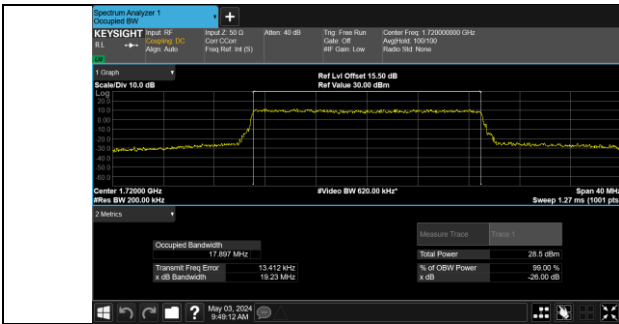 Spectrum Analyzer 1
Occupied BW
+
KEYSIGHT Input: RF Input Z: 50 Ω Atten: 40 dB Trig: Free Run Center Freq: 1.720000000 GHz
RL Coupling: DC Corr CCorr Gate: Off Avg|Hold: 100/100
Align: Auto Freq Ref: Int (S) #IF Gain: Low Radio Std: None
1 Graph
Ref Lvl Offset 15.50 dB
Scale/Div 10.0 dB Ref Value 30.00 dBm
Log
20.0
10.0
0.00
-10.0
-20.0
-30.0
-40.0
-50.0
-60.0
Center 1.72000 GHz #Video BW 620.00 kHz* Span 40 MHz
#Res BW 200.00 kHz Sweep 1.27 ms (1001 pts)
2 Metrics
Measure Trace Trace 1
Occupied Bandwidth
17.897 MHz Total Power 28.5 dBm
Transmit Freq Error 13.412 kHz % of OBW Power 99.00 %
x dB Bandwidth 19.23 MHz x dB -26.00 dB
? May 03, 2024
9:49:12 AM